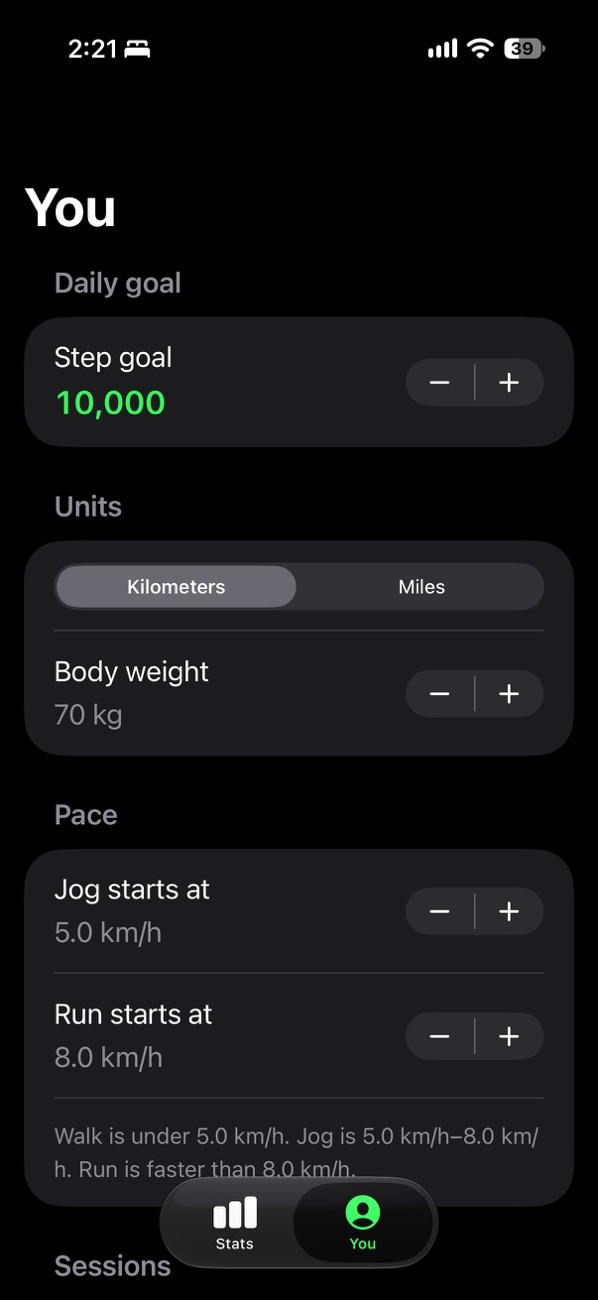 2:21
39
You
Daily goal
Step goal
10,000
Units
Kilometers
Miles
Body weight
70 kg
Pace
Jog starts at
5.0 km/h
Run starts at
8.0 km/h
Walk is under 5.0 km/h. Jog is 5.0 km/h–8.0 km/
h. Run is faster than 8.0 km/h.
Stats
You
Sessions